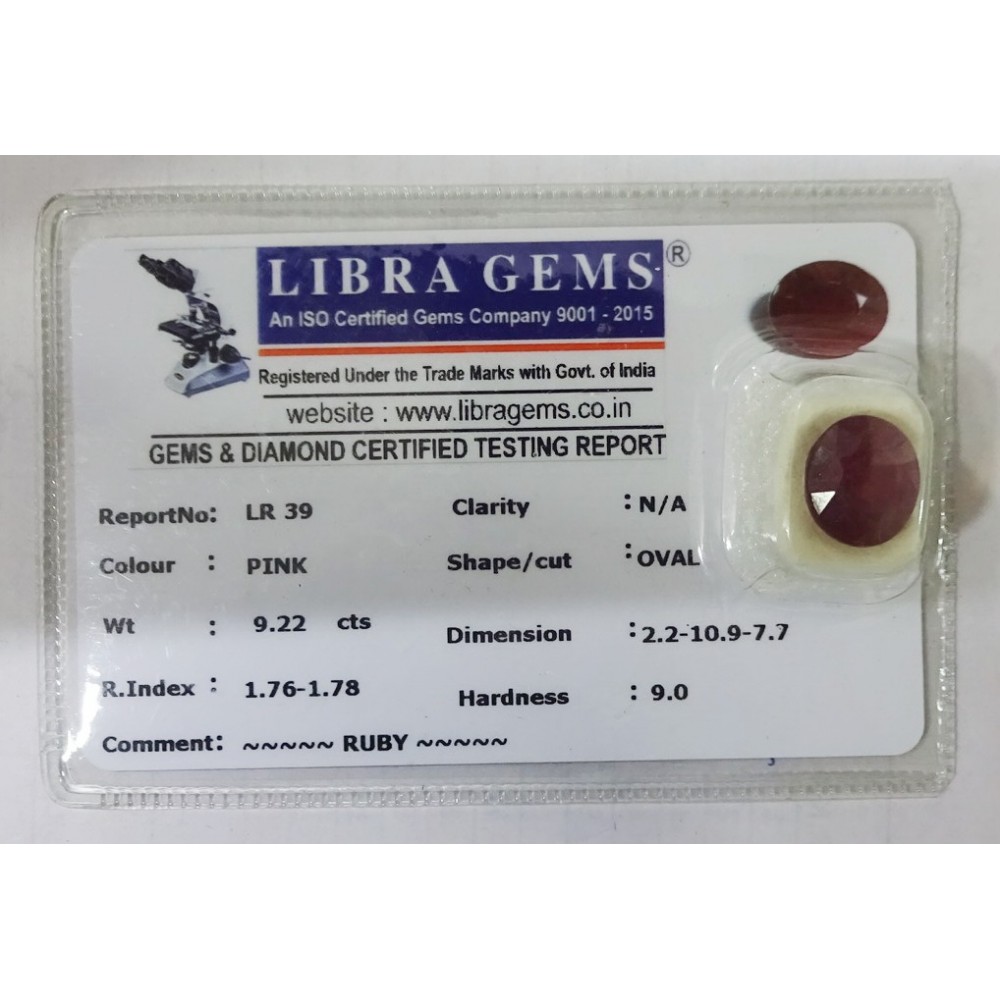 LIBRA GEMS ®
An ISO Certified Gems Company 9001 - 2015
Registered Under the Trade Marks with Govt. of India
website : www.libragems.co.in
GEMS & DIAMOND CERTIFIED TESTING REPORT
ReportNo: LR 39 Clarity : N/A
Colour : PINK Shape/cut : OVAL
Wt : 9.22 cts Dimension : 2.2-10.9-7.7
R.Index : 1.76-1.78 Hardness : 9.0
Comment: ~~~~~ RUBY ~~~~~